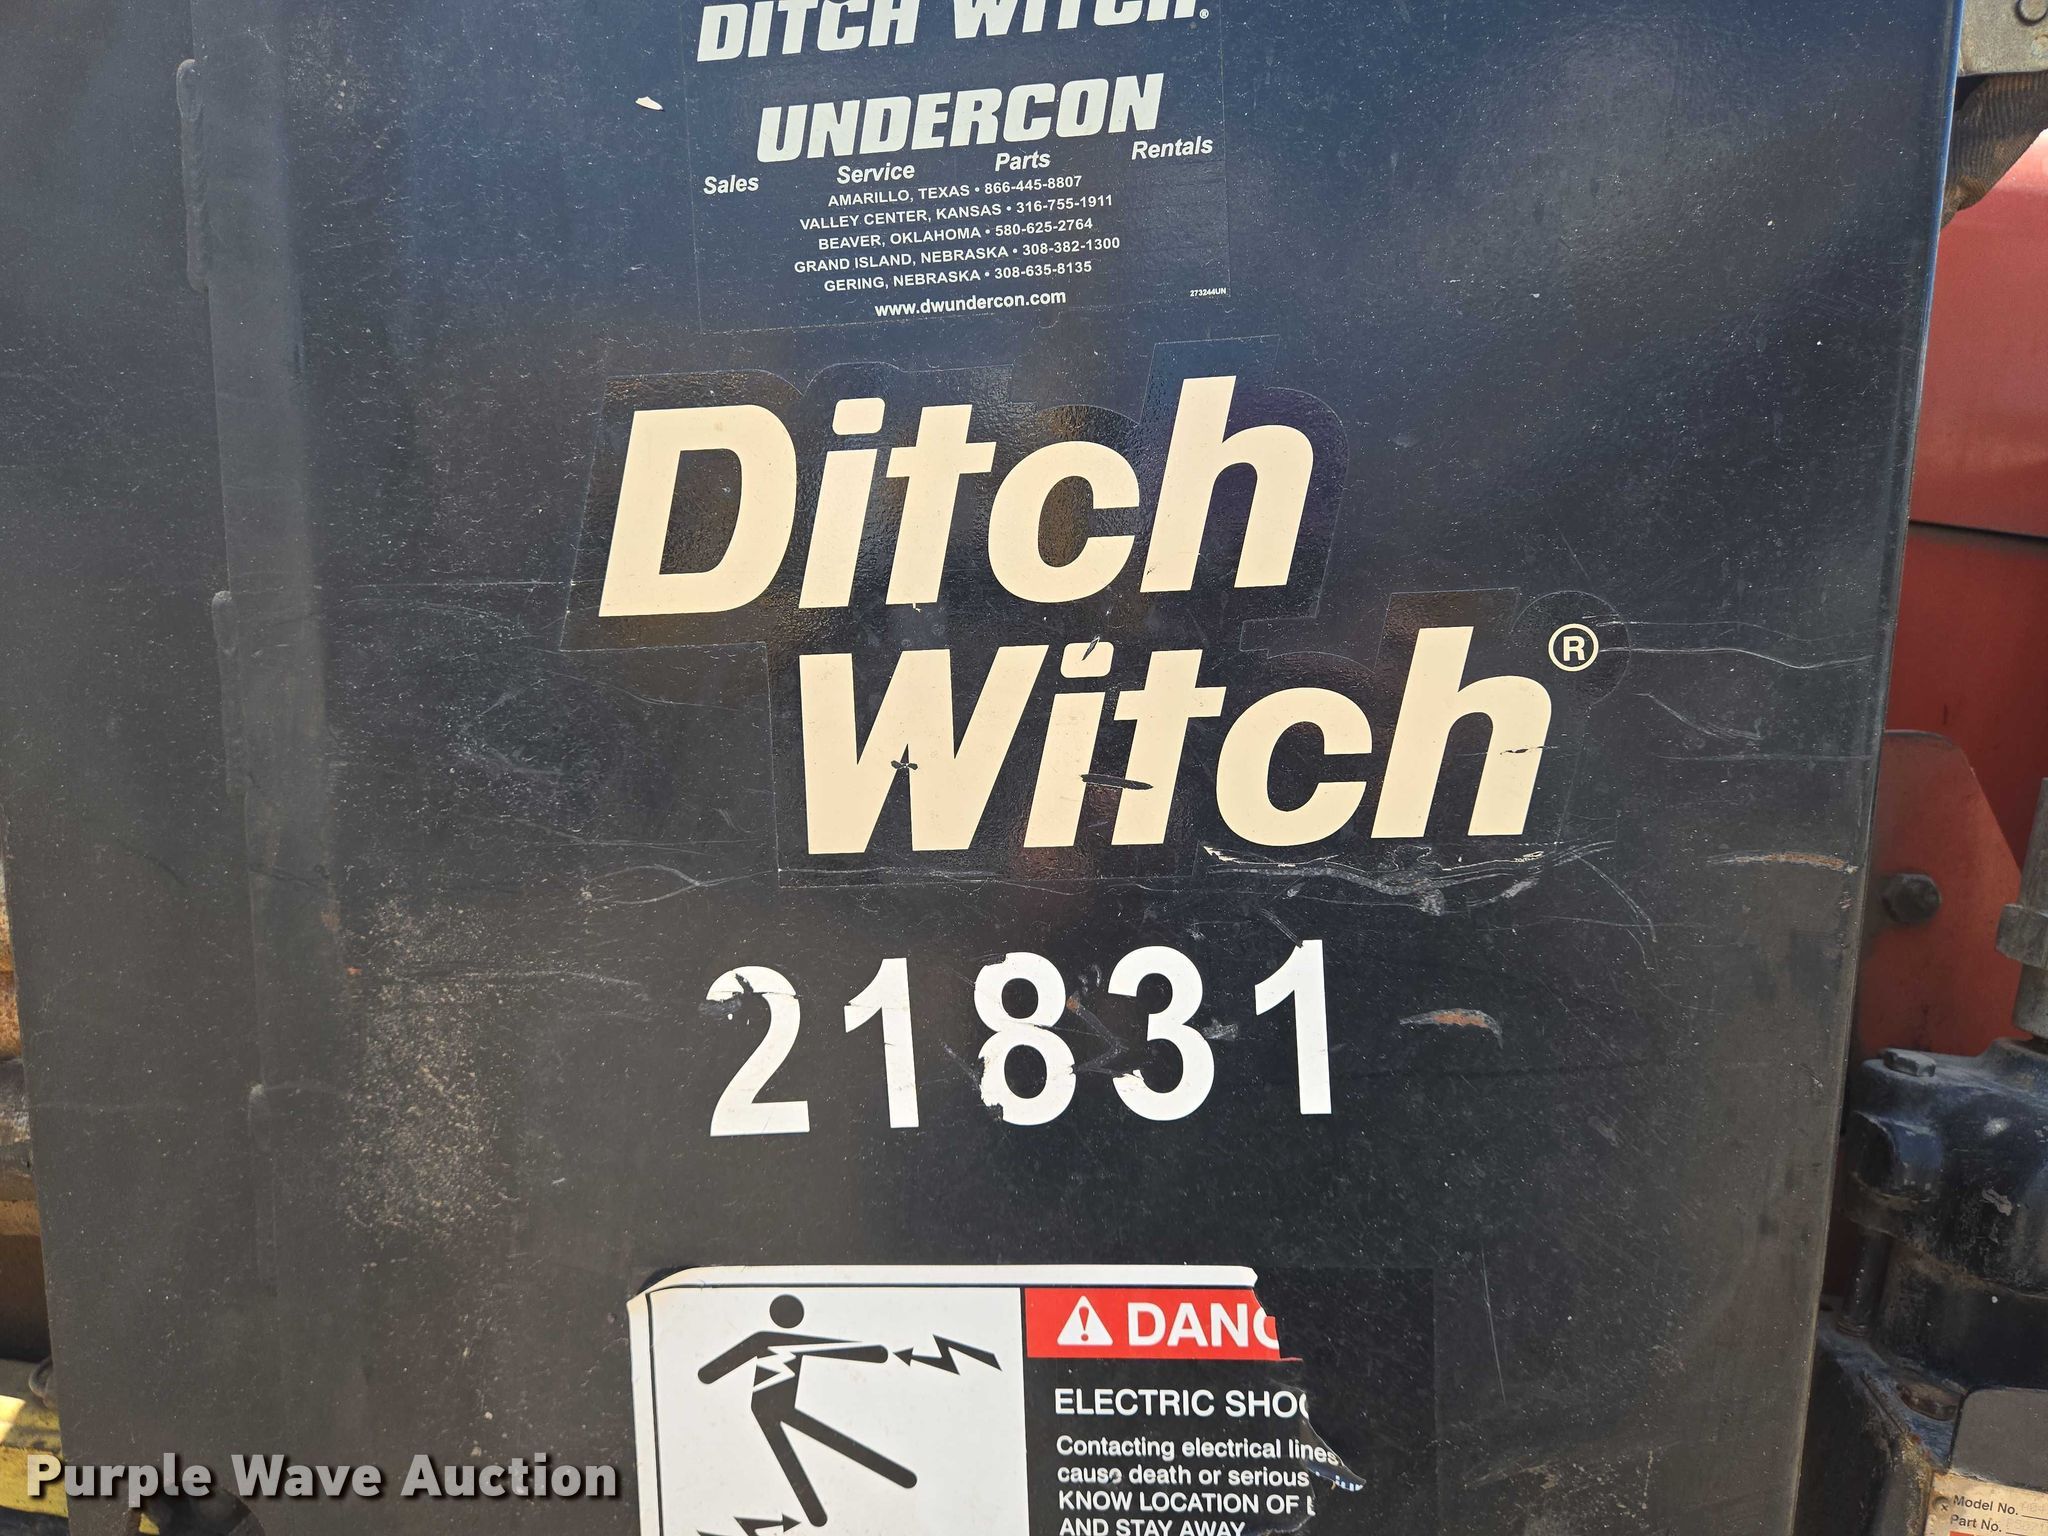 DITCH WITCH®
UNDERCON
Sales Service Parts Rentals
AMARILLO, TEXAS • 866-445-8807
VALLEY CENTER, KANSAS • 316-755-1911
BEAVER, OKLAHOMA • 580-625-2764
GRAND ISLAND, NEBRASKA • 308-382-1300
GERING, NEBRASKA • 308-635-8135
www.dwundercon.com
273244UN
Ditch
Witch®
21831
DANG
ELECTRIC SHOC
Contacting electrical lines
cause death or serious
KNOW LOCATION OF
AND STAY AWAY
Model No.
Part No.
Purple Wave Auction